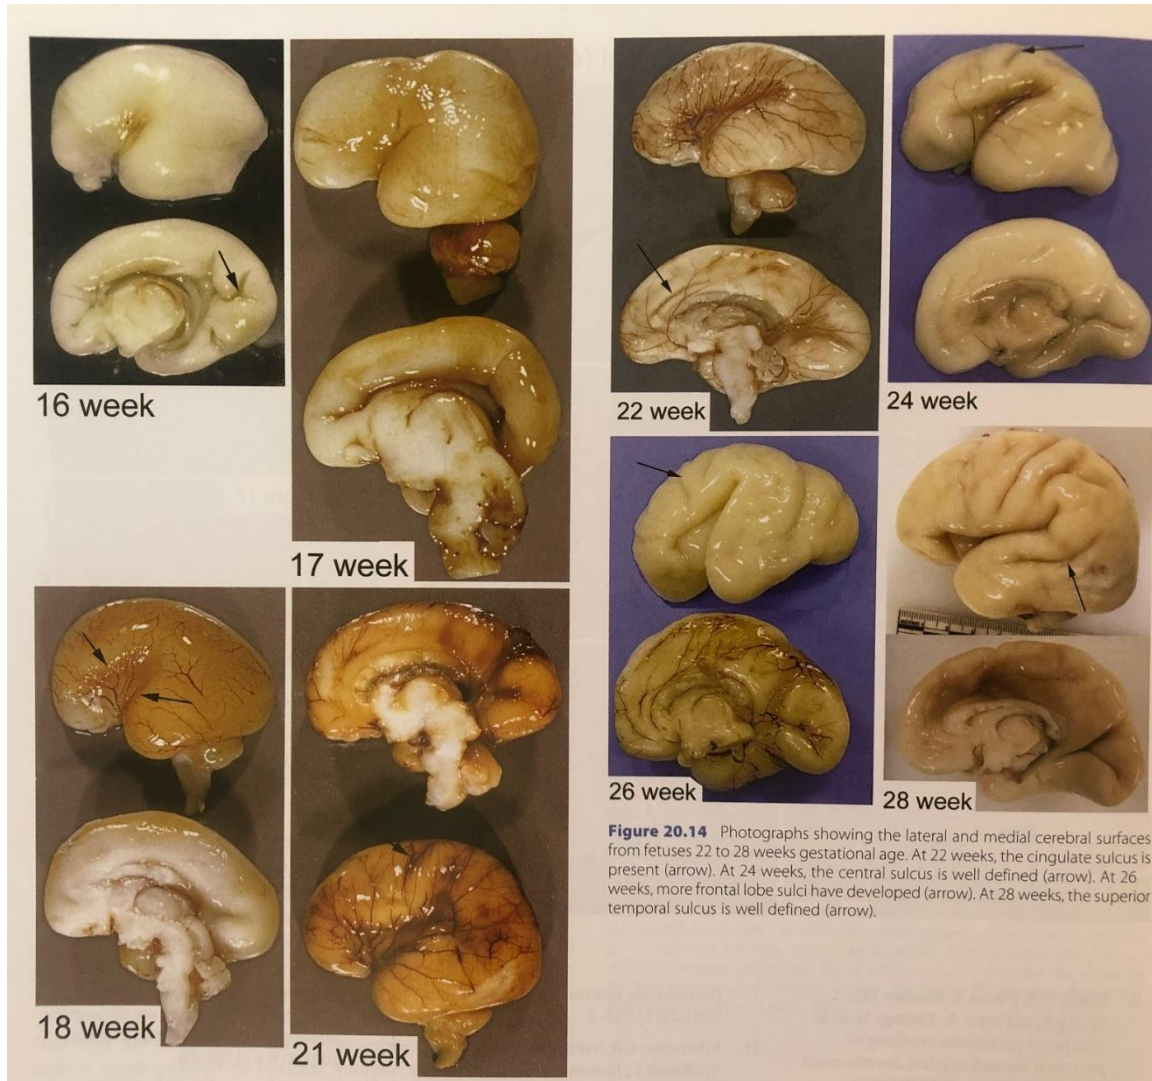 16 week
17 week
18 week
21 week
22 week
24 week
26 week
28 week
Figure 20.14 Photographs showing the lateral and medial cerebral surfaces
from fetuses 22 to 28 weeks gestational age. At 22 weeks, the cingulate sulcus is
present (arrow). At 24 weeks, the central sulcus is well defined (arrow). At 26
weeks, more frontal lobe sulci have developed (arrow). At 28 weeks, the superior
temporal sulcus is well defined (arrow).